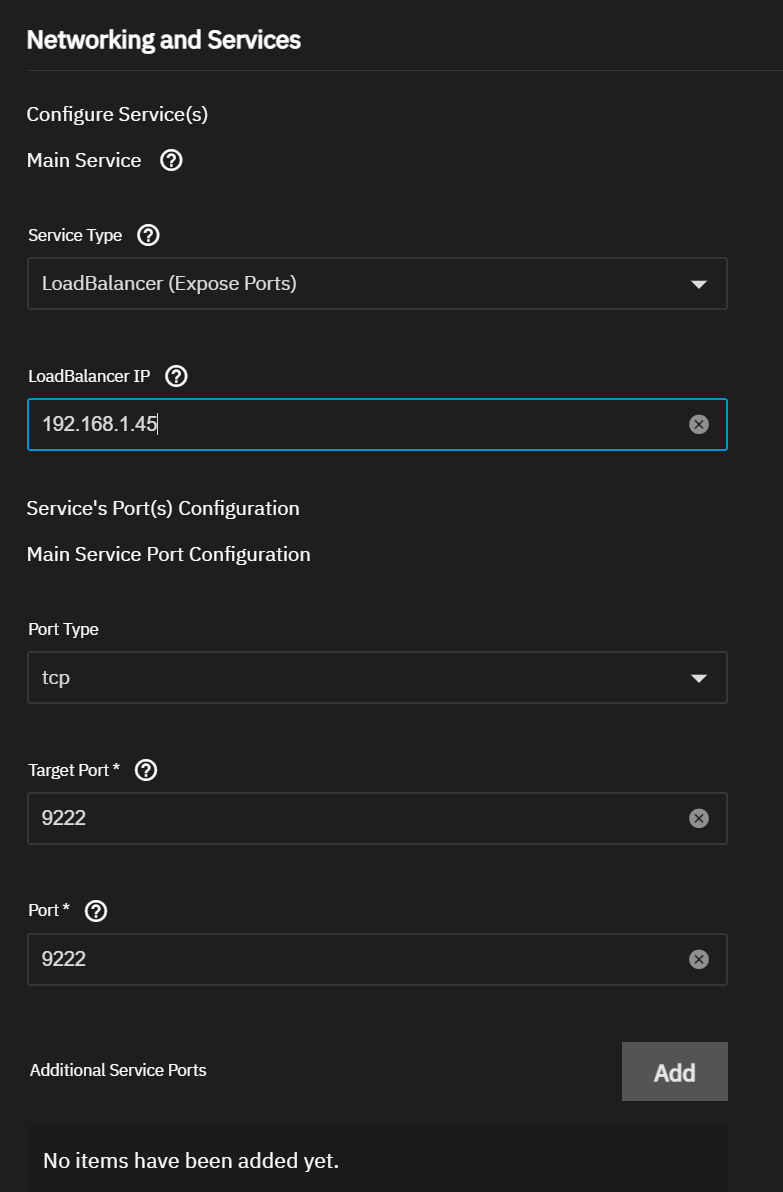 Networking and Services
Configure Service(s)
Main Service
Service Type
LoadBalancer (Expose Ports)
LoadBalancer IP
192.168.1.45
Service's Port(s) Configuration
Main Service Port Configuration
Port Type
tcp
Target Port *
9222
Port *
9222
Additional Service Ports
Add
No items have been added yet.